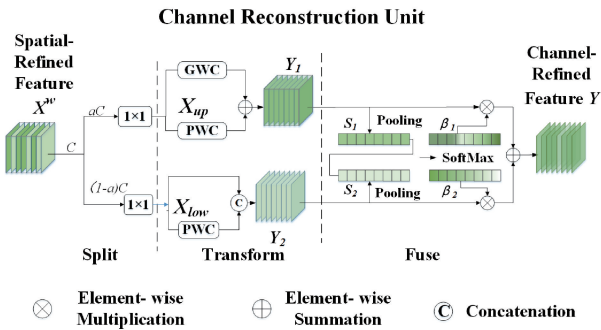 Channel Reconstruction Unit
Spatial-
Refined
Feature
X^w
C
aC
1×1
GWC
X_up
PWC
Y_1
Pooling
S_1
β_1
SoftMax
Channel-
Refined
Feature Y
(1-a)C
1×1
X_low
PWC
C
Y_2
S_2
Pooling
β_2
Split
Transform
Fuse
Element- wise
Multiplication
Element- wise
Summation
C
Concatenation